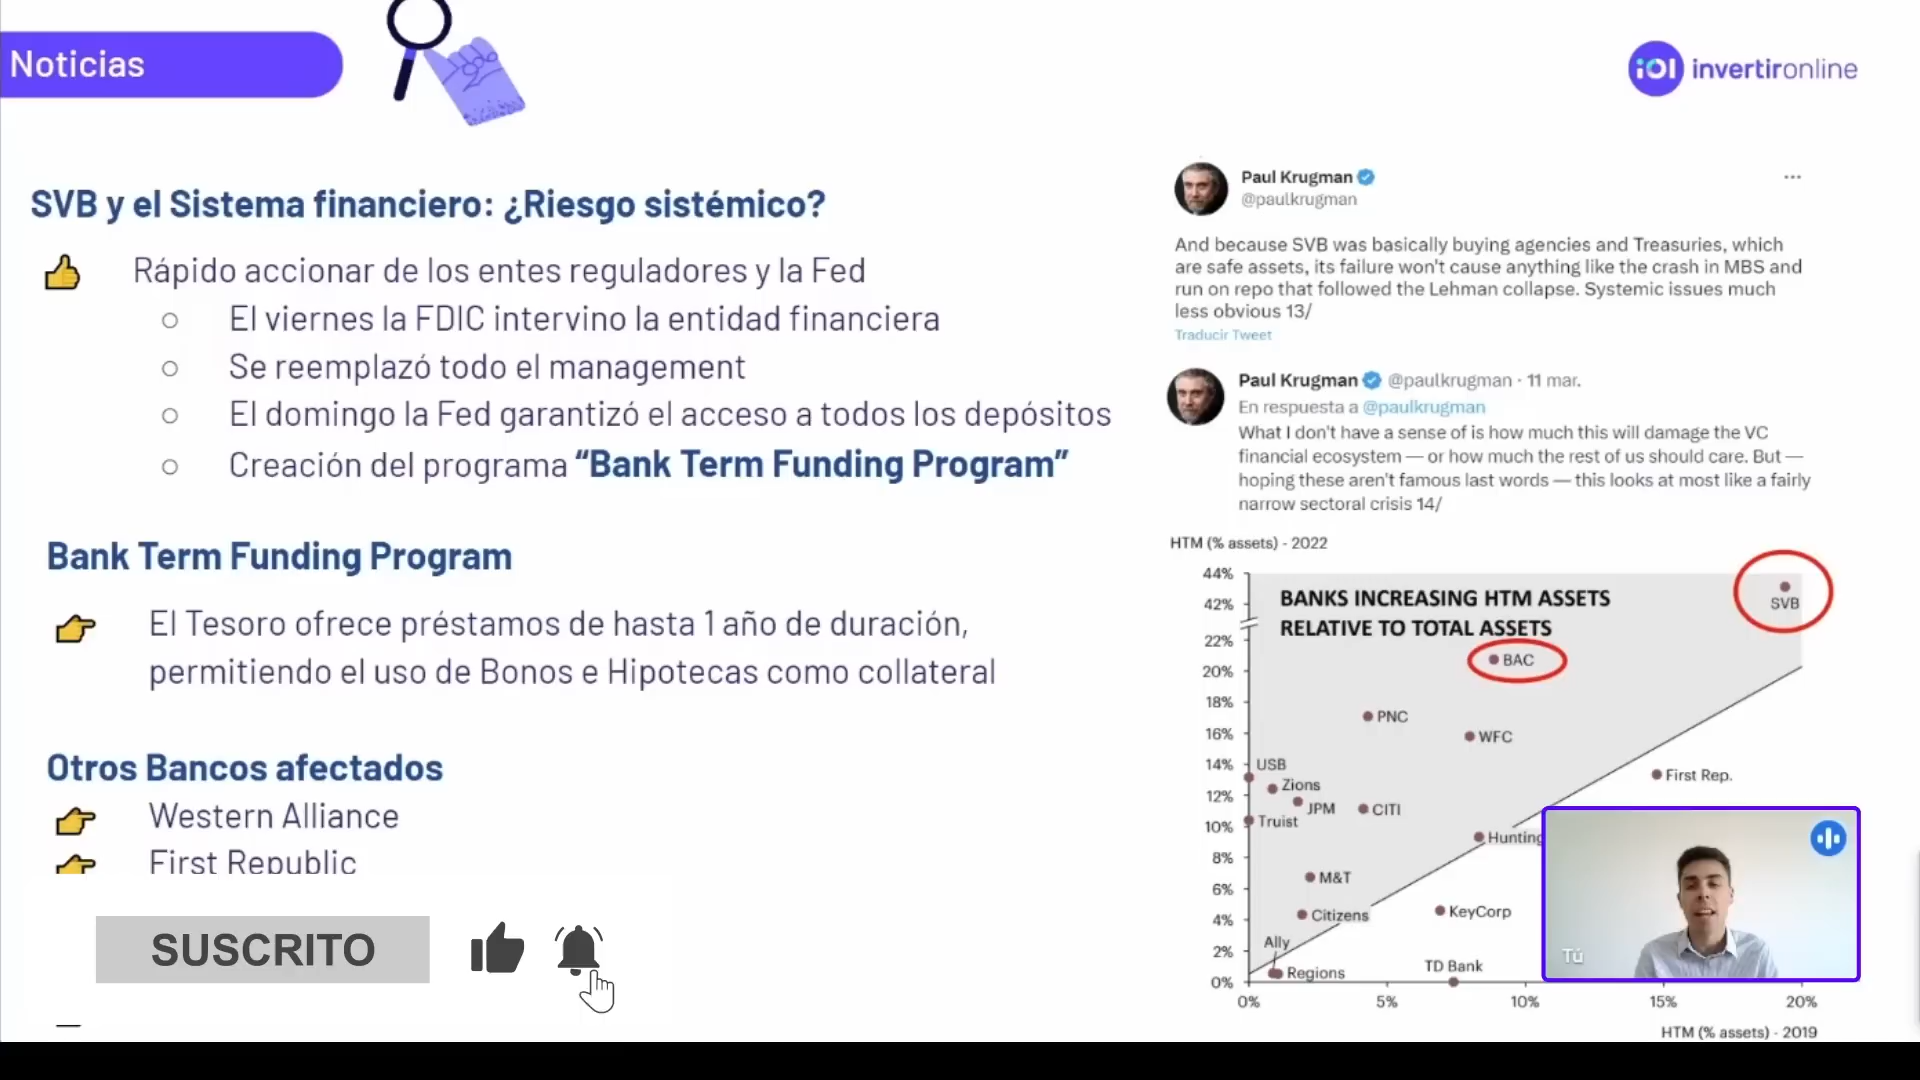 Noticias
iOl invertironline
SVB y el Sistema financiero: ¿Riesgo sistémico?
Rápido accionar de los entes reguladores y la Fed
El viernes la FDIC intervino la entidad financiera
Se reemplazó todo el management
El domingo la Fed garantizó el acceso a todos los depósitos
Creación del programa “Bank Term Funding Program”
Bank Term Funding Program
El Tesoro ofrece préstamos de hasta 1 año de duración,
permitiendo el uso de Bonos e Hipotecas como collateral
Otros Bancos afectados
Western Alliance
First Republic
SUSCRITO
Paul Krugman
@paulkrugman
And because SVB was basically buying agencies and Treasuries, which
are safe assets, its failure won't cause anything like the crash in MBS and
run on repo that followed the Lehman collapse. Systemic issues much
less obvious 13/
Traducir Tweet
Paul Krugman @paulkrugman · 11 mar.
En respuesta a @paulkrugman
What I don't have a sense of is how much this will damage the VC
financial ecosystem — or how much the rest of us should care. But —
hoping these aren't famous last words — this looks at most like a fairly
narrow sectoral crisis 14/
HTM (% assets) - 2022
44%
42%
22%
20%
18%
16%
14%
12%
10%
8%
6%
4%
2%
0%
BANKS INCREASING HTM ASSETS
RELATIVE TO TOTAL ASSETS
SVB
BAC
PNC
WFC
USB
First Rep.
Zions
JPM
CITI
Truist
Hunting
M&T
KeyCorp
Citizens
Ally
TD Bank
Regions
Tú
0%
5%
10%
15%
20%
HTM (% assets) - 2019